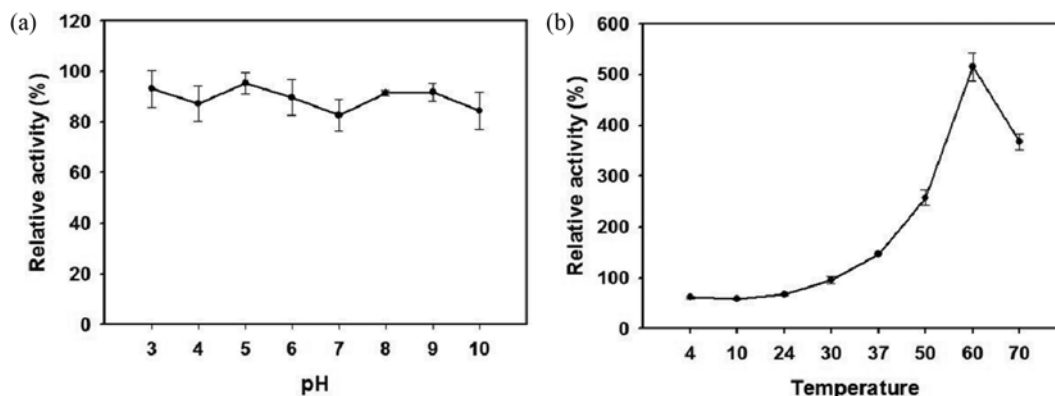 (a)
120
100
80
60
40
20
0
Relative activity (%)
3 4 5 6 7 8 9 10
pH
(b)
600
500
400
300
200
100
0
Relative activity (%)
4 10 24 30 37 50 60 70
Temperature